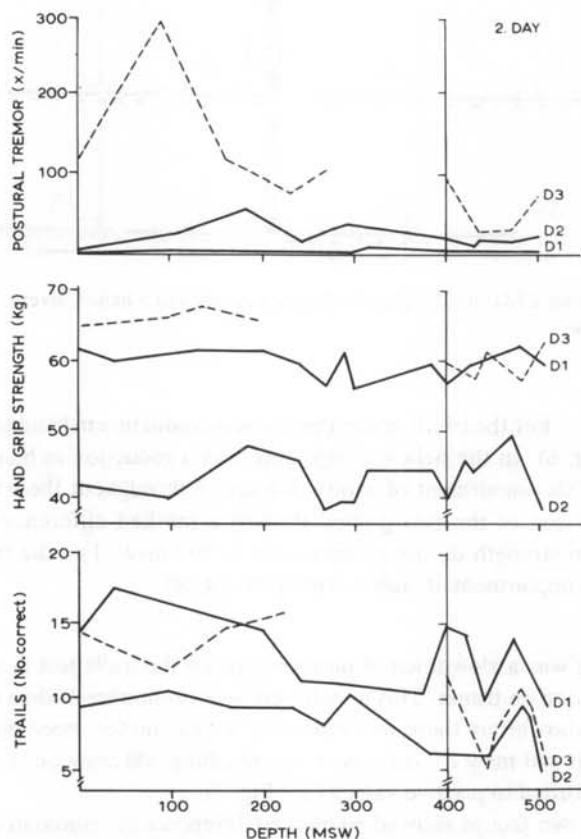 300
2. DAY
200
100
POSTURAL TREMOR (x/min)
D3
D2
D1
70
60
50
40
HAND GRIP STRENGTH (Kg)
D3
D1
D2
20
15
10
5
TRAILS (No.correct)
D1
D3
D2
100 200 300 400 500
DEPTH (MSW)